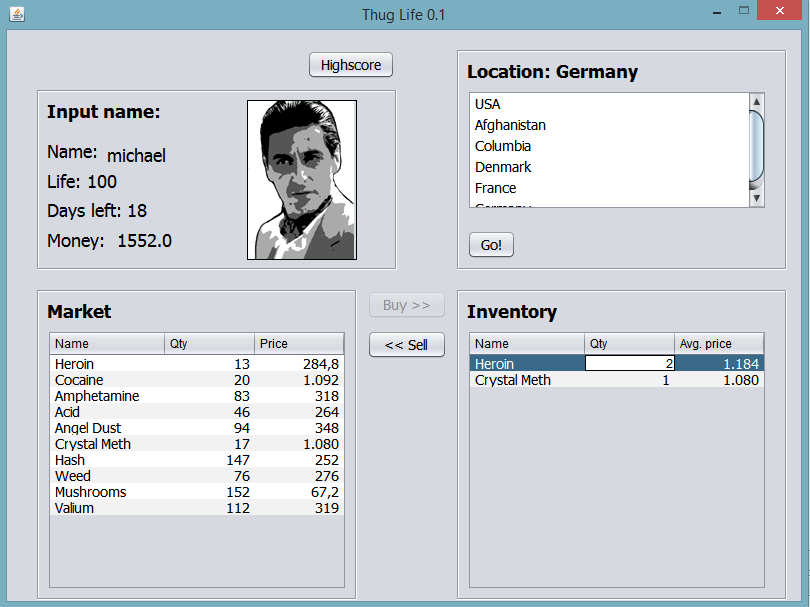 Thug Life 0.1
Highscore
Input name:
Name: michael
Life: 100
Days left: 18
Money: 1552.0
Location: Germany
USA
Afghanistan
Columbia
Denmark
France
Germany
Go!
Market
Name Qty Price
Heroin 13 284,8
Cocaine 20 1.092
Amphetamine 83 318
Acid 46 264
Angel Dust 94 348
Crystal Meth 17 1.080
Hash 147 252
Weed 76 276
Mushrooms 152 67,2
Valium 112 319
Buy >>
<< Sell
Inventory
Name Qty Avg. price
Heroin 2 1.184
Crystal Meth 1 1.080